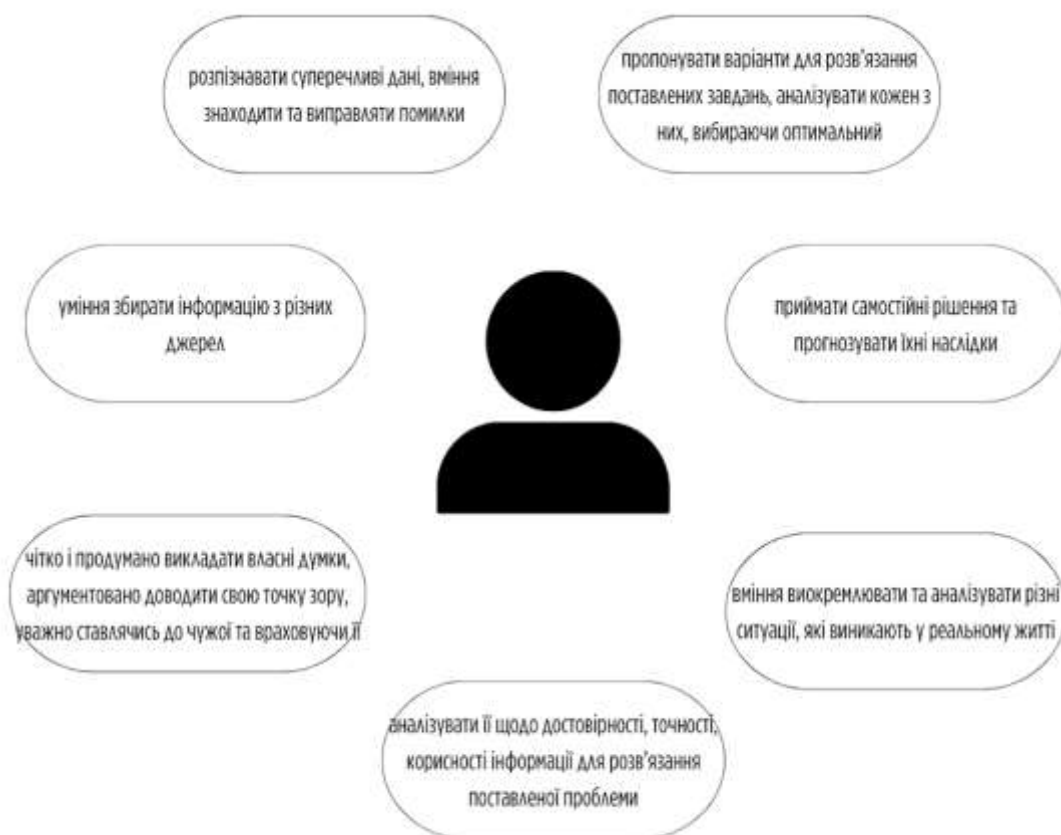 розпізнавати суперечливі дані, вміння
знаходити та виправляти помилки
пропонувати варіанти для розв’язання
поставлених завдань, аналізувати кожен з
них, вибираючи оптимальний
уміння збирати інформацію з різних
джерел
приймати самостійні рішення та
прогнозувати їхні наслідки
чітко і продумано викладати власні думки,
аргументовано доводити свою точку зору,
уважно ставлячись до чужої та враховуючи її
вміння виокремлювати та аналізувати різні
ситуації, які виникають у реальному житті
аналізувати її щодо достовірності, точності,
корисності інформації для розв’язання
поставленої проблеми